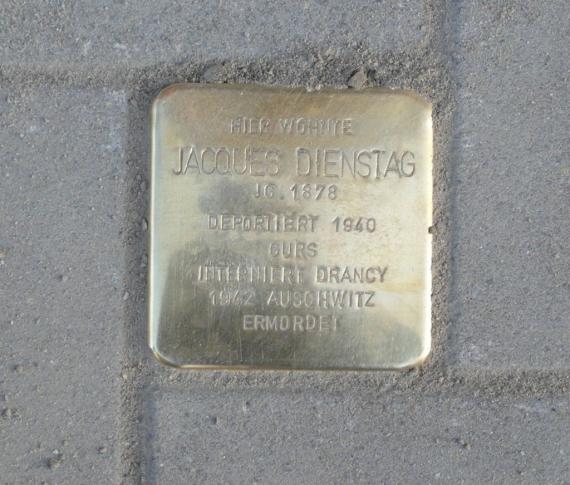 HIER WOHNTE
JACQUES DIENSTAG
JG. 1878
DEPORTIERT 1940
GURS
INTERNIERT DRANCY
1942 AUSCHWITZ
ERMORDET